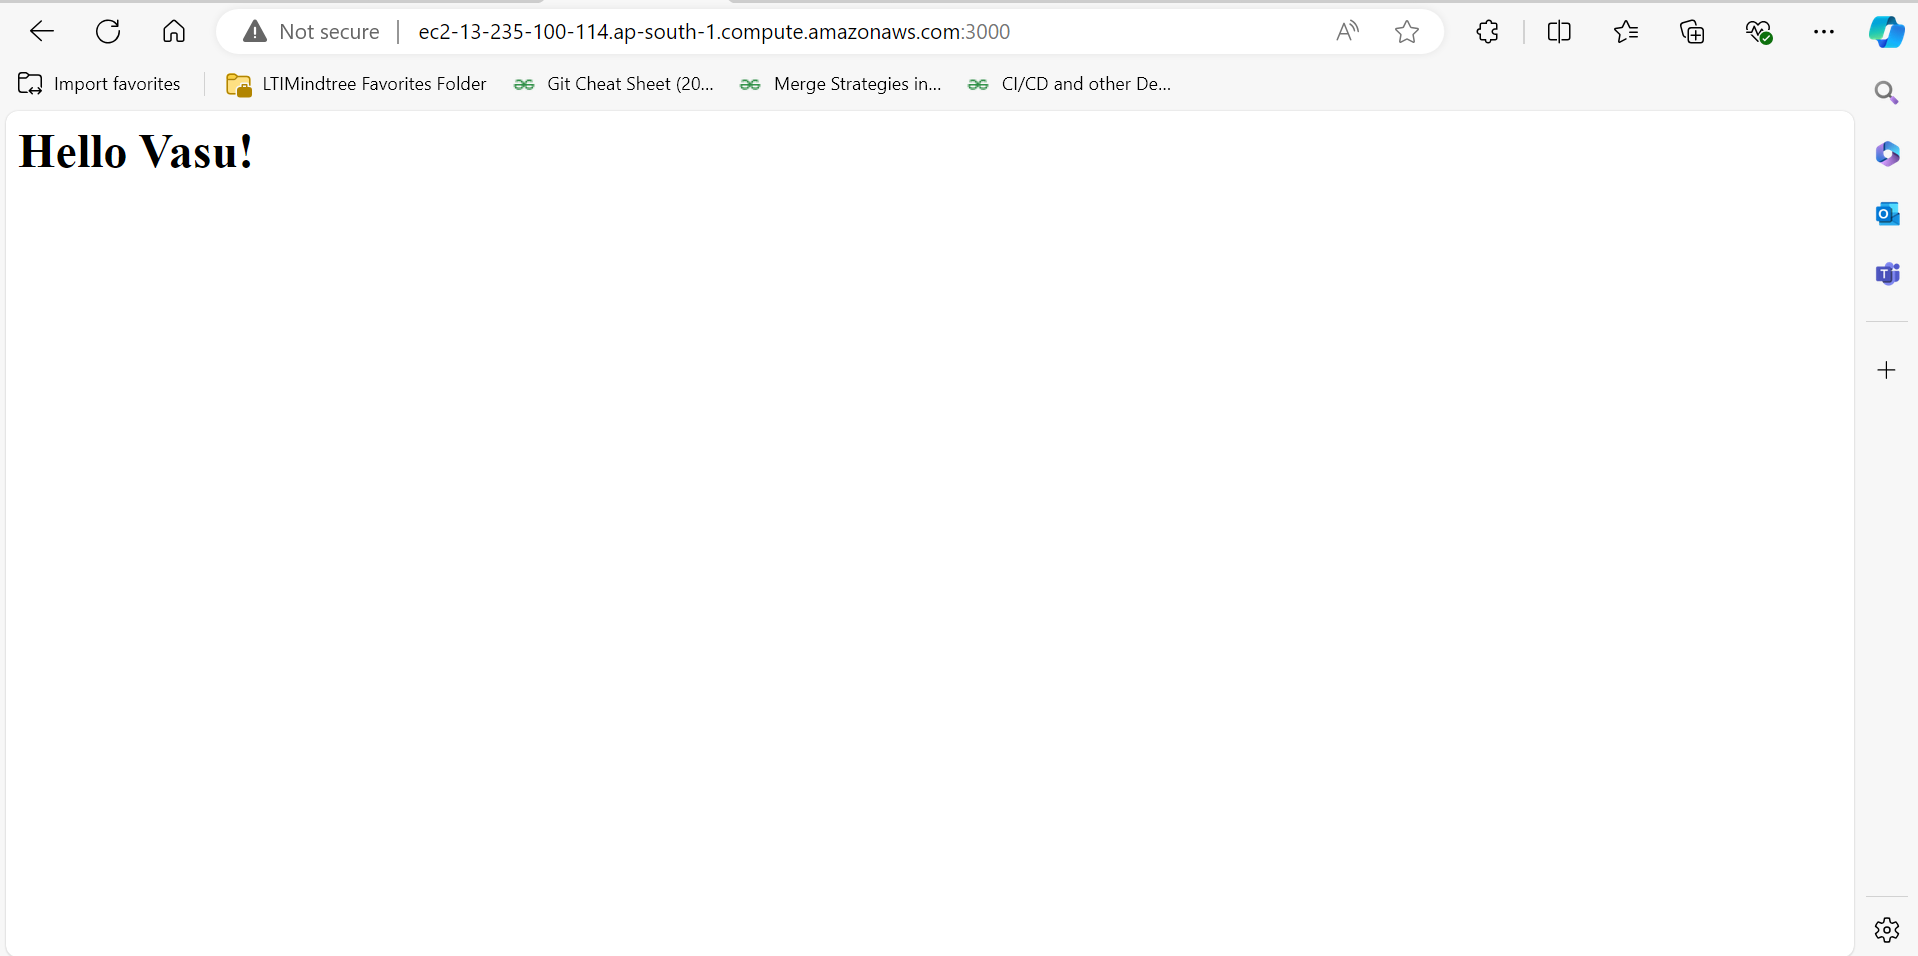 Not secure | ec2-13-235-100-114.ap-south-1.compute.amazonaws.com:3000
Import favorites LTIMindtree Favorites Folder Git Cheat Sheet (20... Merge Strategies in... CI/CD and other De...
Hello Vasu!